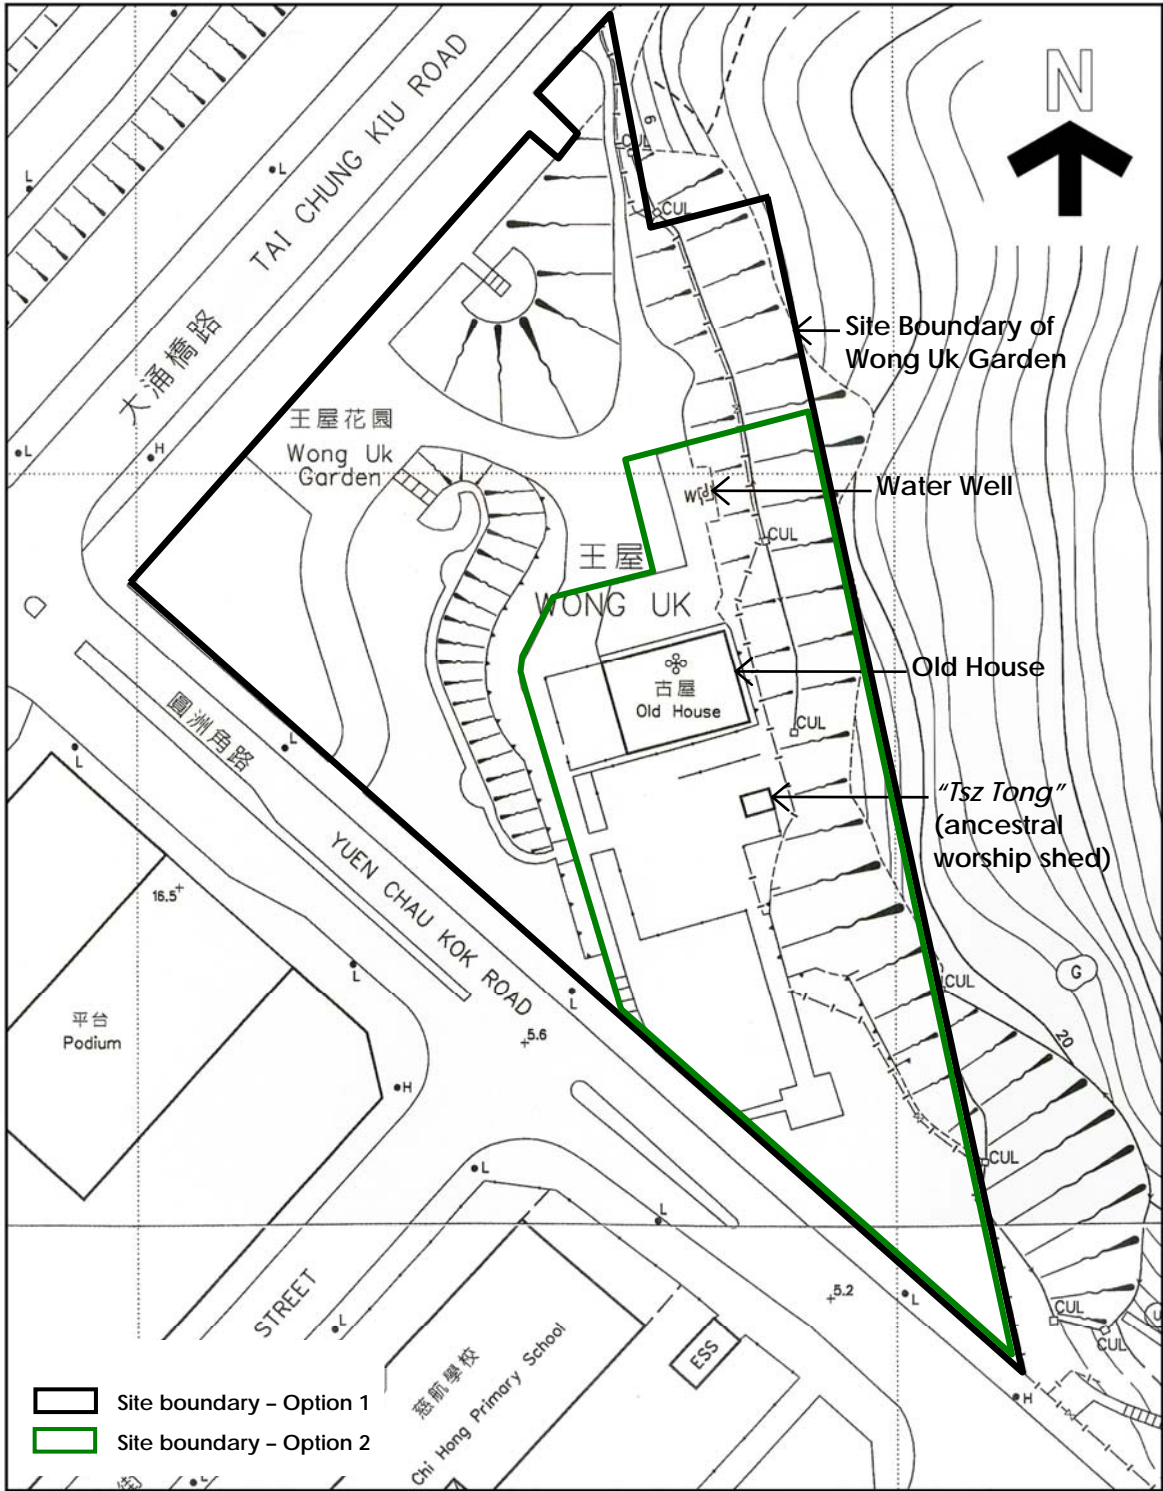 N
TAI CHUNG KIU ROAD
大涌橋路
L
L
L
H
6
CUL
CUL
Site Boundary of
Wong Uk Garden
王屋花園
Wong Uk
Garden
W
Water Well
CUL
王屋
WONG UK
古屋
Old House
Old House
CUL
"Tsz Tong"
(ancestral
worship shed)
圓洲角路
YUEN CHAU KOK ROAD
L
L
16.5
L
L
平台
Podium
5.6
H
G
CUL
20
CUL
L
L
5.2
L
STREET
L
慈航學校
Chi Hong Primary School
ESS
CUL
CUL
U
H
街
L
Site boundary – Option 1
Site boundary – Option 2